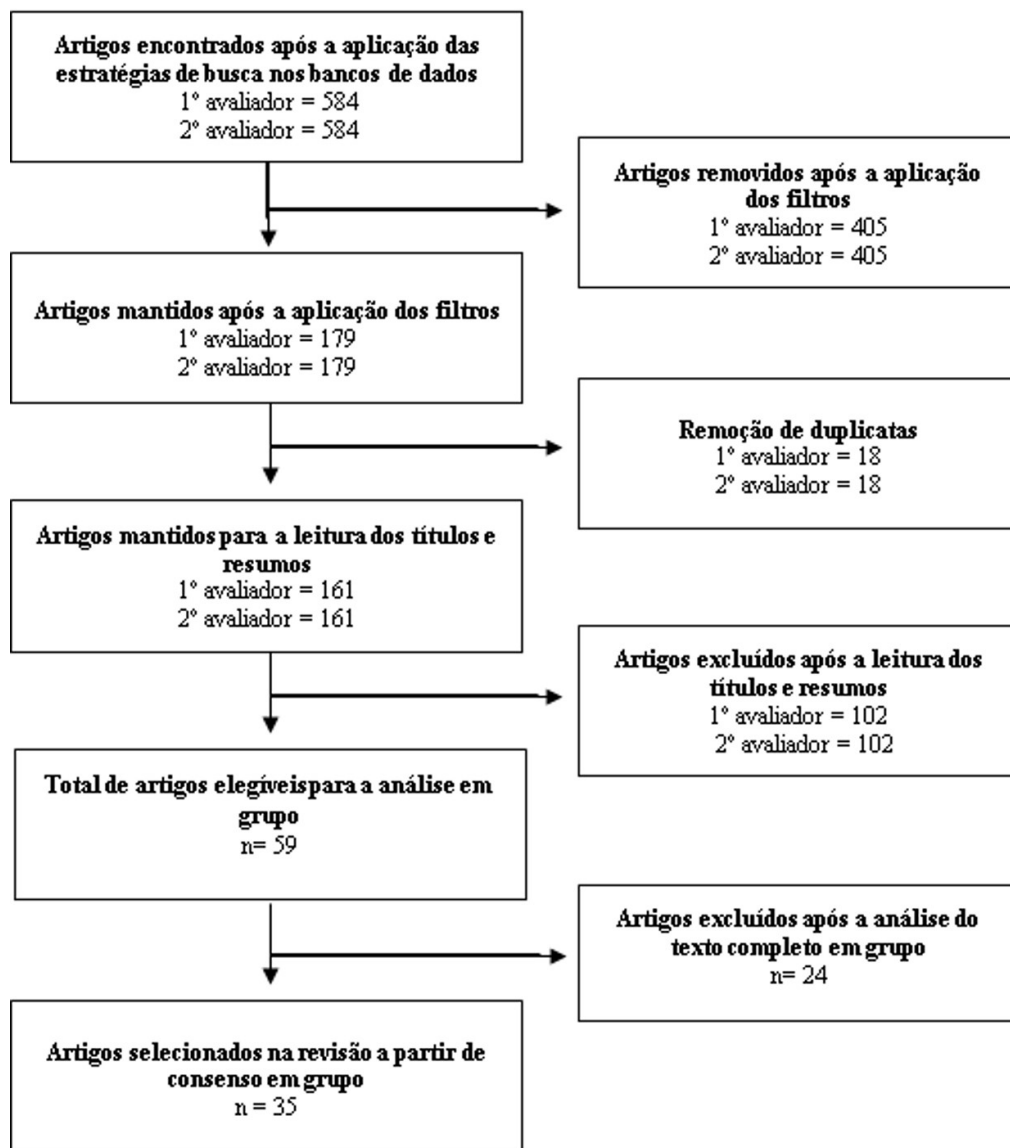 Artigos encontrados após a aplicação das
estratégias de busca nos bancos de dados
1º avaliador = 584
2º avaliador = 584
Artigos removidos após a aplicação
dos filtros
1º avaliador = 405
2º avaliador = 405
Artigos mantidos após a aplicação dos filtros
1º avaliador = 179
2º avaliador = 179
Remoção de duplicatas
1º avaliador = 18
2º avaliador = 18
Artigos mantidos para a leitura dos títulos e
resumos
1º avaliador = 161
2º avaliador = 161
Artigos excluídos após a leitura dos
títulos e resumos
1º avaliador = 102
2º avaliador = 102
Total de artigos elegíveis para a análise em
grupo
n= 59
Artigos excluídos após a análise do
texto completo em grupo
n= 24
Artigos selecionados na revisão a partir de
consenso em grupo
n = 35